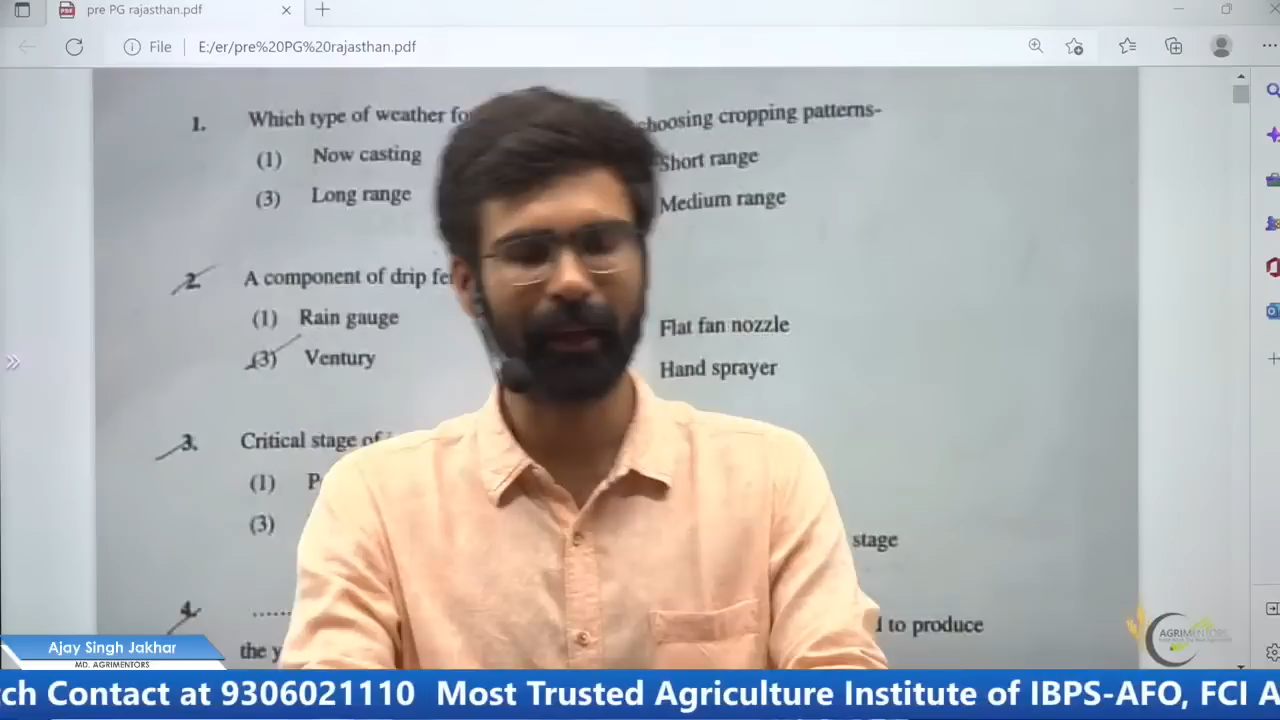 pre PG rajasthan.pdf
File E:/er/pre%20PG%20rajasthan.pdf
1. Which type of weather fo choosing cropping patterns-
(1) Now casting Short range
(3) Long range Medium range
2. A component of drip fe
(1) Rain gauge Flat fan nozzle
(3) Ventury Hand sprayer
3. Critical stage of
(1) P
(3) stage
4. ...... to produce
the y
Ajay Singh Jakhar
MD. AGRIMENTORS
AGRIMENTORS
ch Contact at 9306021110 Most Trusted Agriculture Institute of IBPS-AFO, FCI A